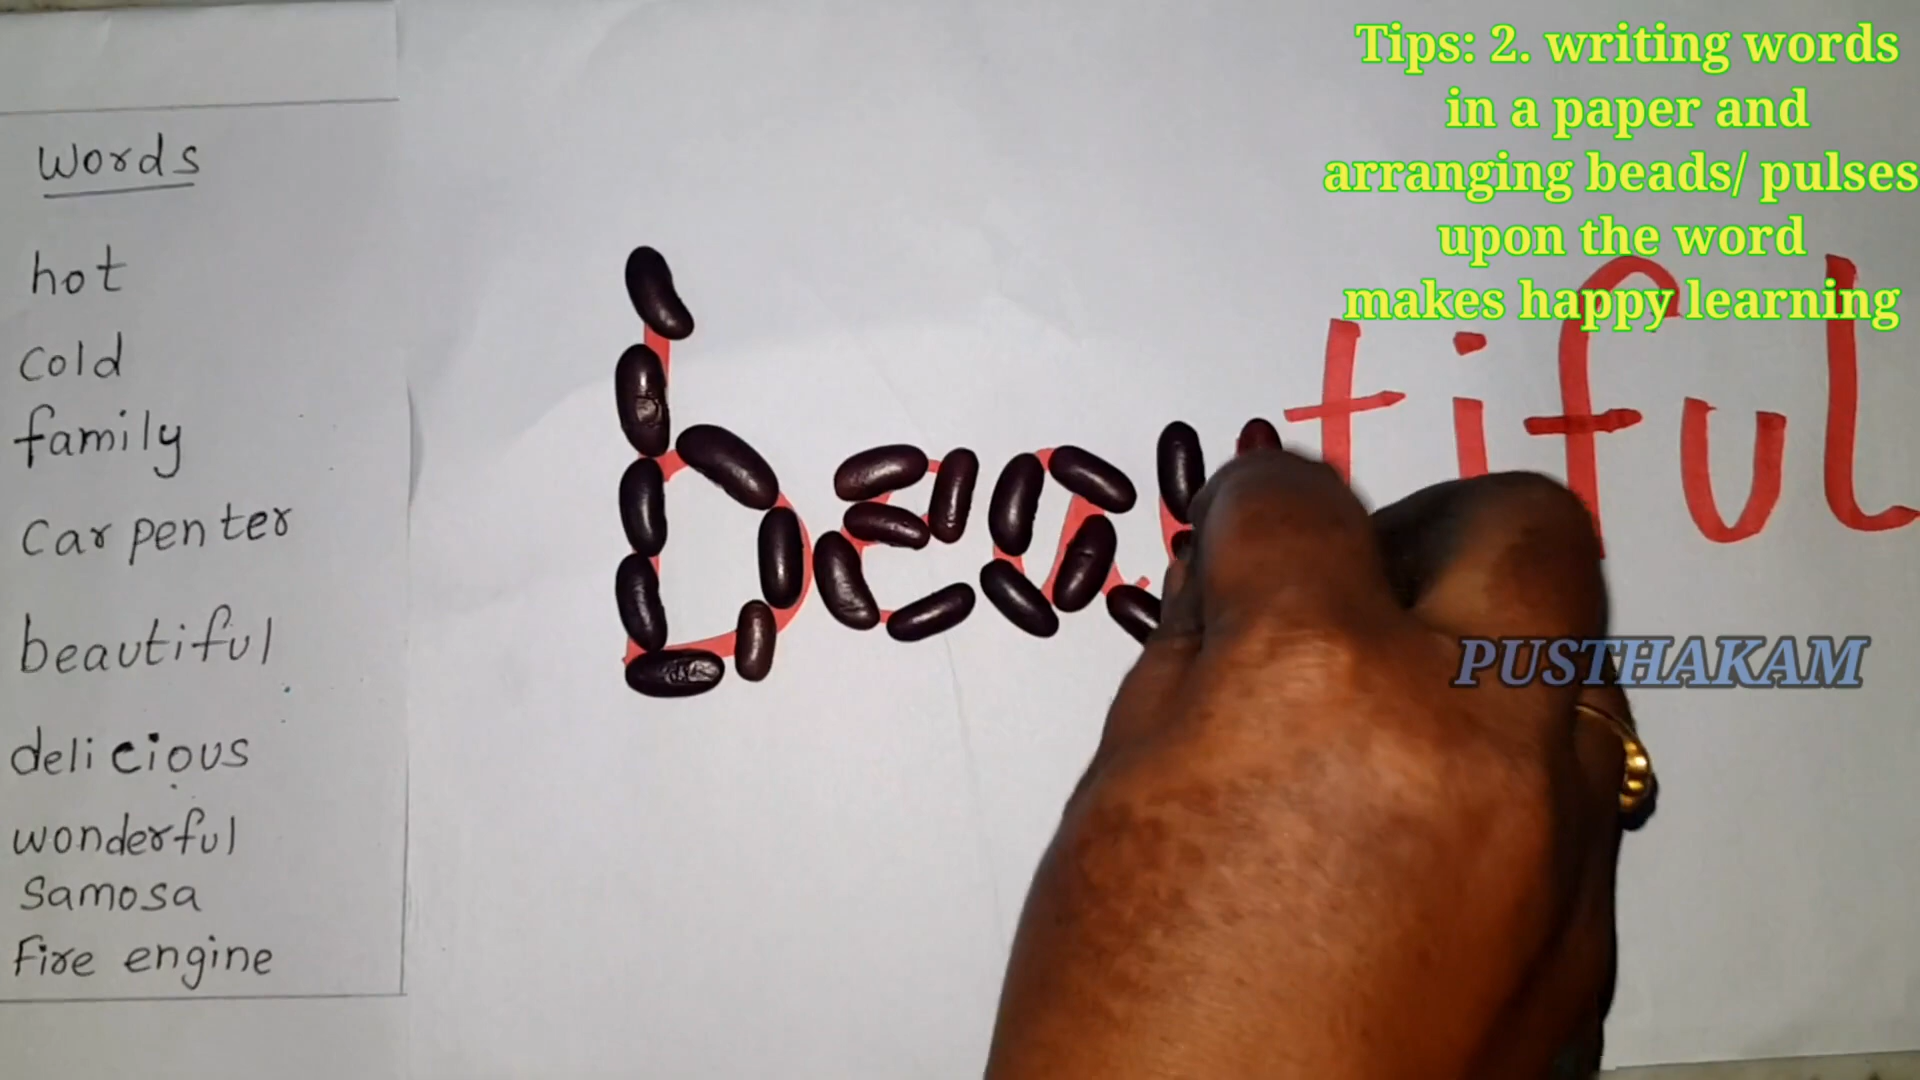 Words
hot
cold
family
Carpenter
beautiful
delicious
wonderful
Samosa
Fire engine
beautiful
Tips: 2. writing words
in a paper and
arranging beads/ pulses
upon the word
makes happy learning
PUSTHAKAM